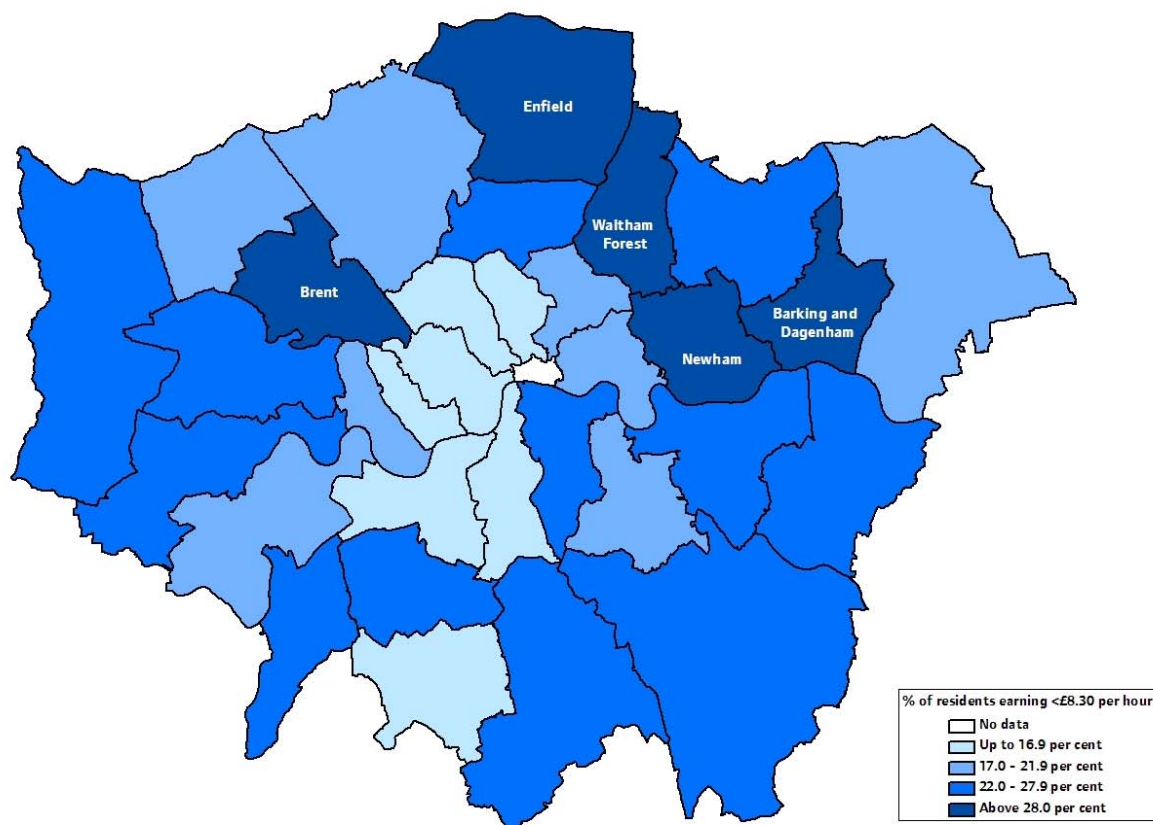 Enfield
Waltham
Forest
Brent
Barking and
Dagenham
Newham
% of residents earning <£8.30 per hour
No data
Up to 16.9 per cent
17.0 - 21.9 per cent
22.0 - 27.9 per cent
Above 28.0 per cent